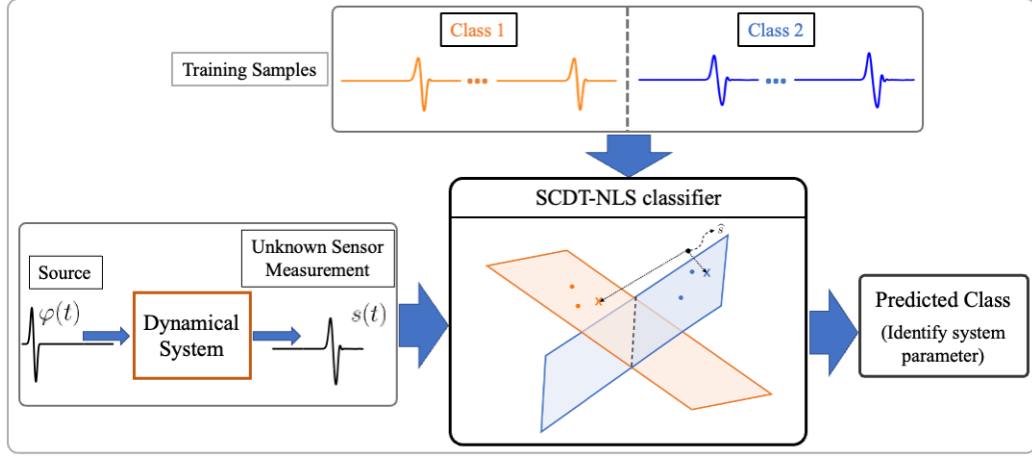 Class 1
Class 2
Training Samples
SCDT-NLS classifier
ŝ
Unknown Sensor
Measurement
Source
φ(t)
s(t)
Dynamical
System
x
x
Predicted Class
(Identify system
parameter)